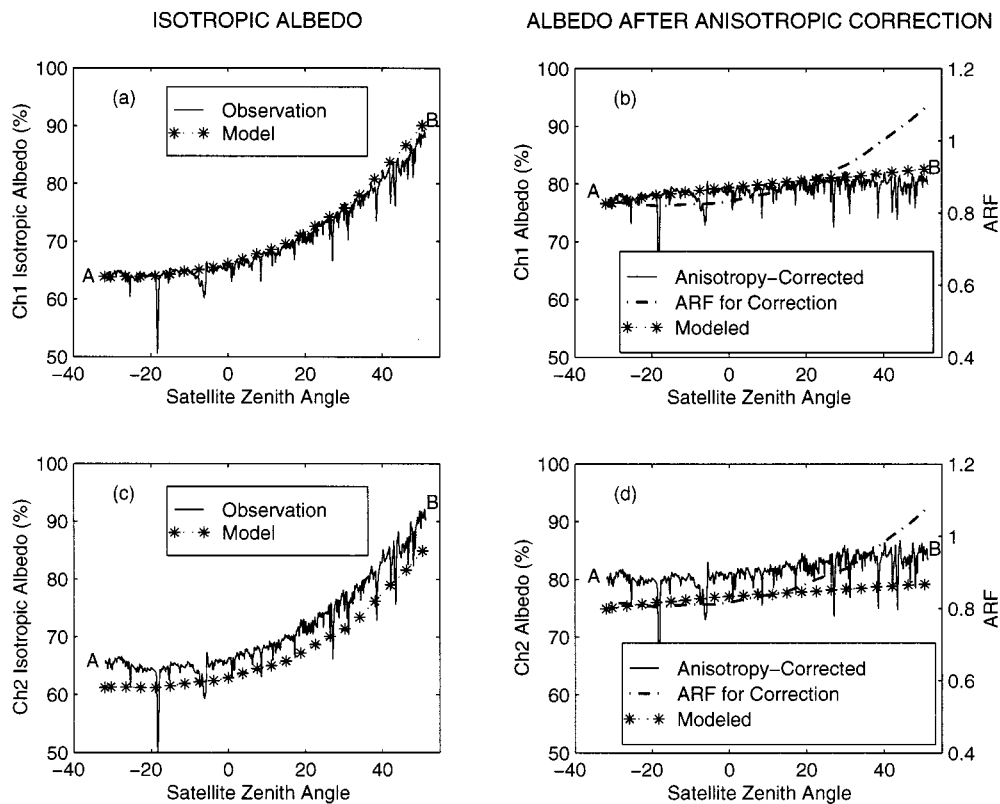 ISOTROPIC ALBEDO
ALBEDO AFTER ANISOTROPIC CORRECTION
(a)
Observation
Model
A
B
100
90
80
70
60
50
Ch1 Isotropic Albedo (%)
−40
−20
0
20
40
Satellite Zenith Angle
(b)
A
B
Anisotropy−Corrected
ARF for Correction
Modeled
100
90
80
70
60
50
Ch1 Albedo (%)
1.2
1
0.8
0.6
0.4
ARF
−40
−20
0
20
40
Satellite Zenith Angle
(c)
Observation
Model
A
B
100
90
80
70
60
50
Ch2 Isotropic Albedo (%)
−40
−20
0
20
40
Satellite Zenith Angle
(d)
A
B
Anisotropy−Corrected
ARF for Correction
Modeled
100
90
80
70
60
50
Ch2 Albedo (%)
1.2
1
0.8
0.6
0.4
ARF
−40
−20
0
20
40
Satellite Zenith Angle